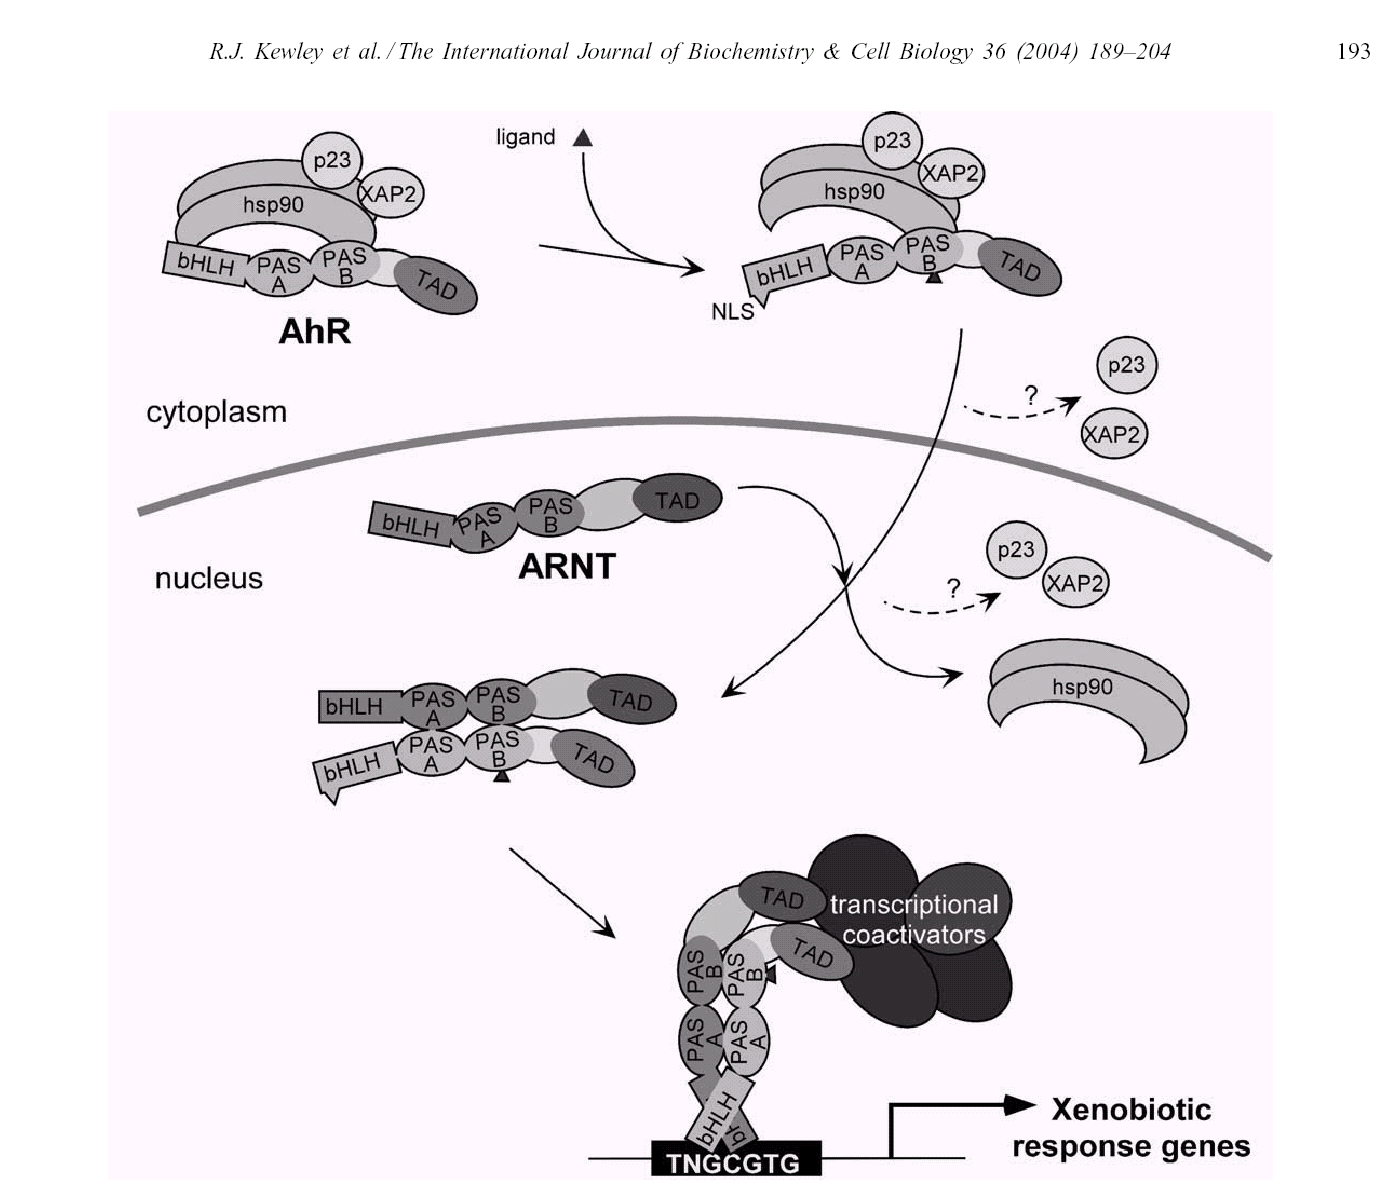 R.J. Kewley et al. / The International Journal of Biochemistry & Cell Biology 36 (2004) 189–204
193
ligand
p23
XAP2
hsp90
bHLH
PAS
A
PAS
B
TAD
AhR
p23
XAP2
hsp90
bHLH
PAS
A
PAS
B
TAD
NLS
p23
?
XAP2
cytoplasm
bHLH
PAS
A
PAS
B
TAD
ARNT
nucleus
p23
XAP2
?
hsp90
bHLH
PAS
A
PAS
B
TAD
bHLH
PAS
A
PAS
B
TAD
TAD
transcriptional
coactivators
TAD
PAS
B
PAS
B
PAS
A
PAS
A
bHLH
TNGCGTG
Xenobiotic
response genes